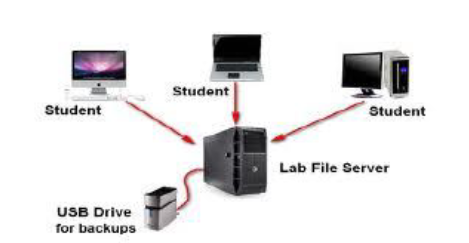 Student
Student
Student
Lab File Server
USB Drive
for backups